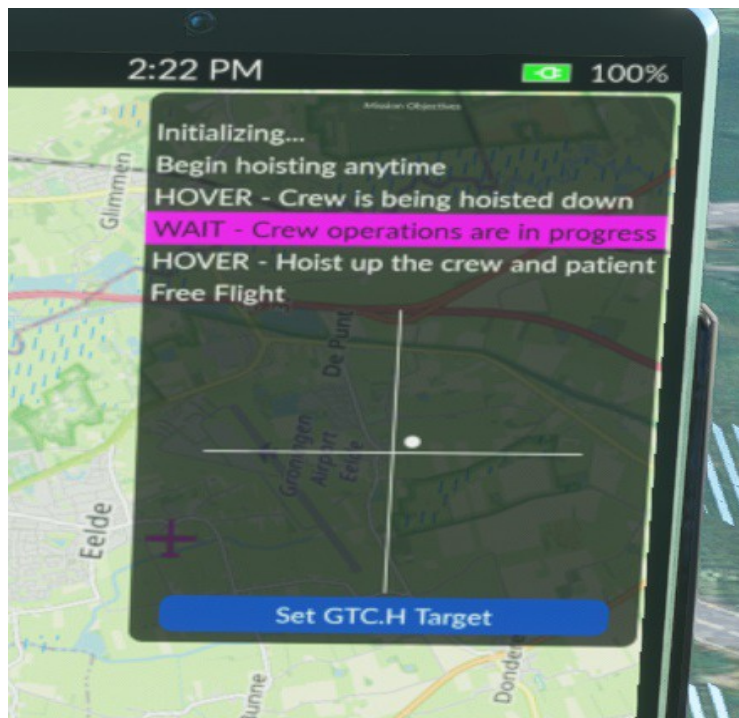 2:22 PM
100%
Mission Objectives
Initializing...
Begin hoisting anytime
HOVER - Crew is being hoisted down
WAIT - Crew operations are in progress
HOVER - Hoist up the crew and patient
Free Flight
Glimmen
De Punt
Groningen
Airport
Eelde
Eelde
Set GTC.H Target
Dondere
unne